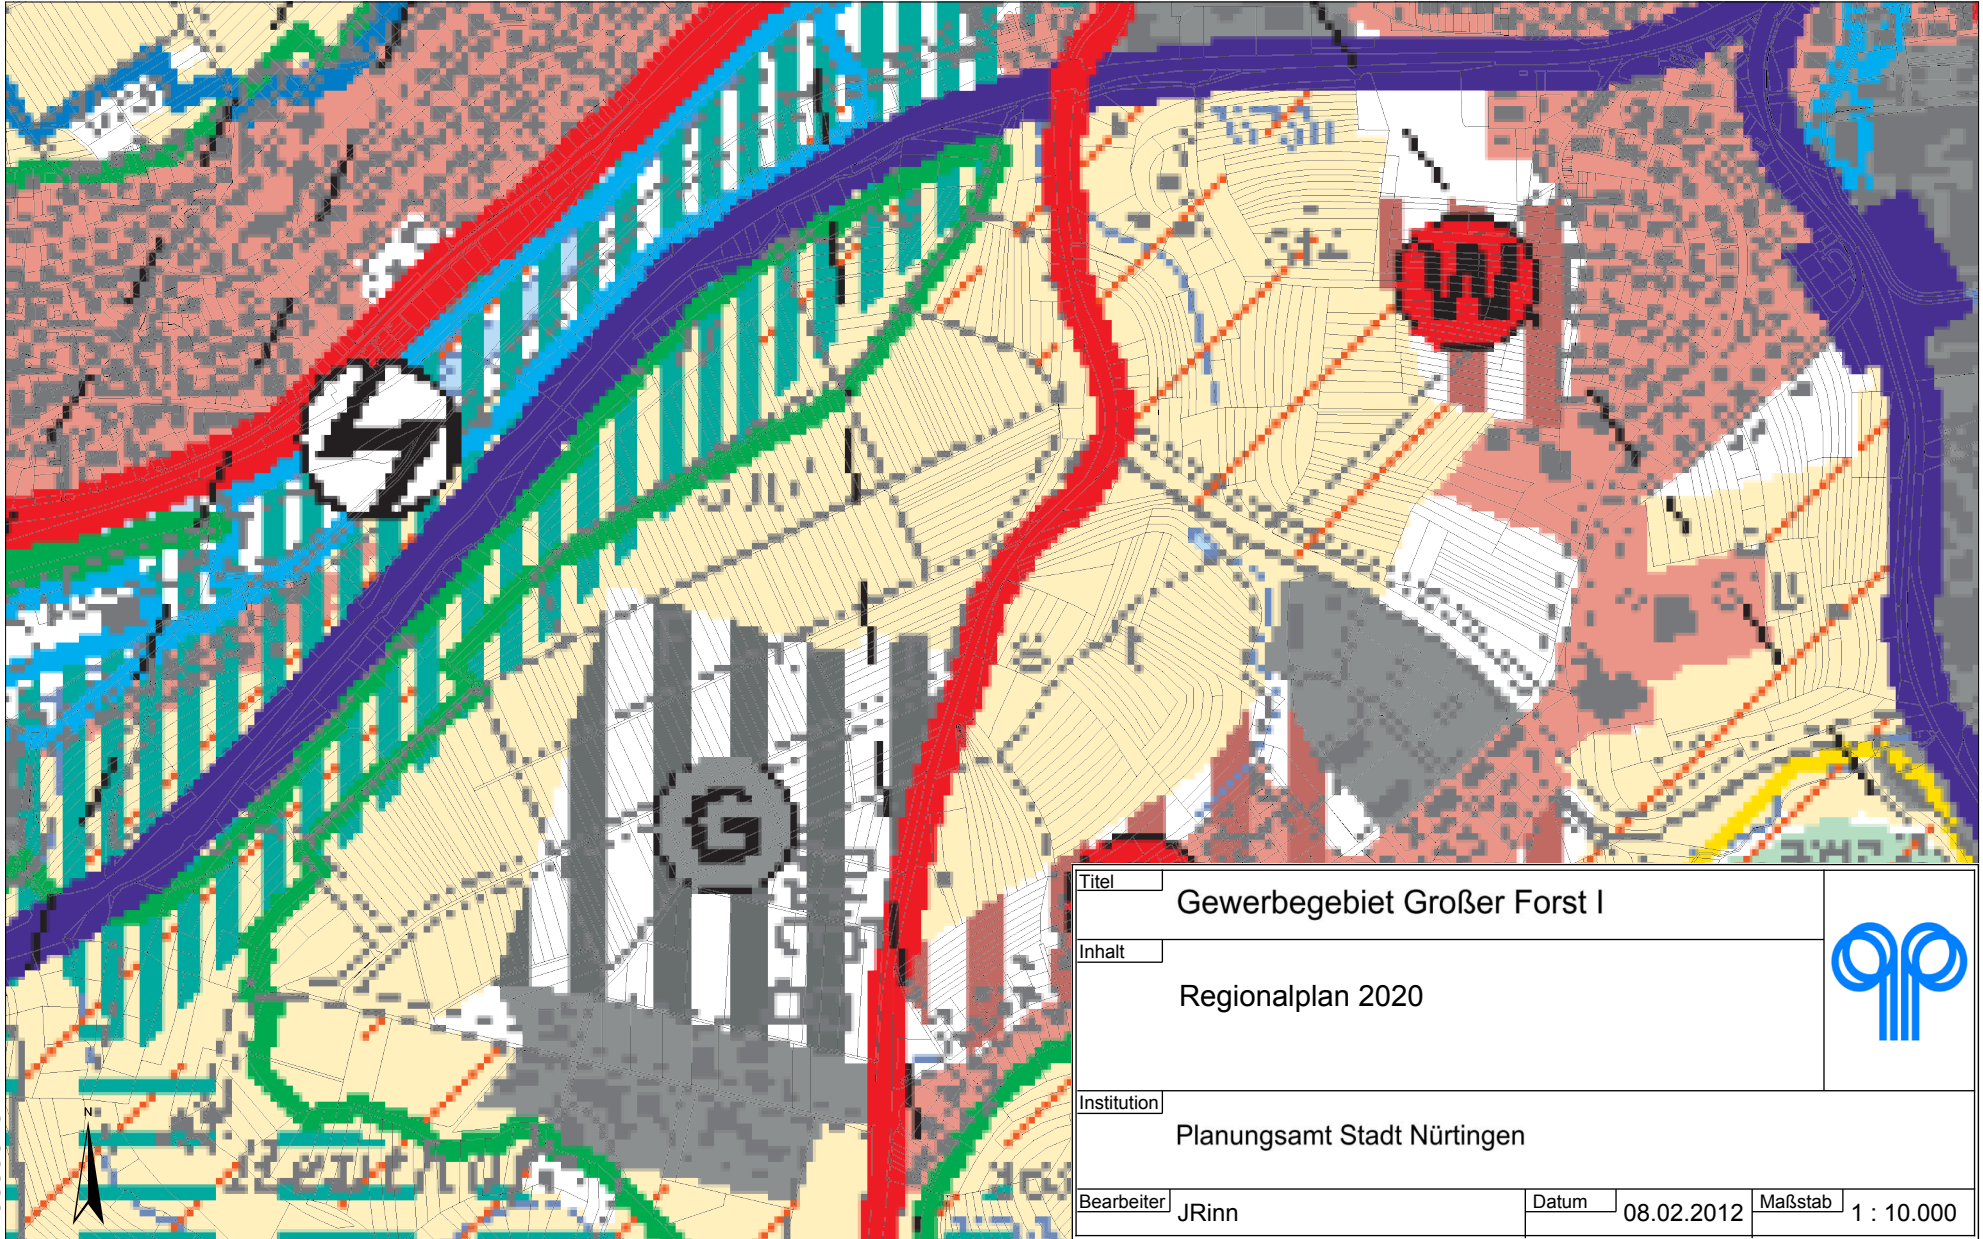 W
G
N
Titel
Gewerbegebiet Großer Forst I
Inhalt
Regionalplan 2020
Institution
Planungsamt Stadt Nürtingen
Bearbeiter JRinn
Datum 08.02.2012
Maßstab 1 : 10.000